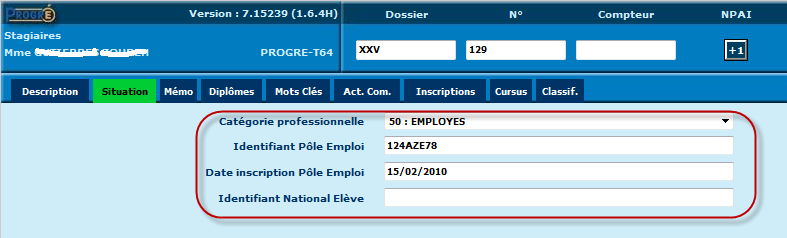 PROGRÉ
Version : 7.15239 (1.6.4H)
Dossier N° Compteur NPAI
Stagiaires
Mme
PROGRE-T64
XXV 129 +1
Description Situation Mémo Diplômes Mots Clés Act. Com. Inscriptions Cursus Classif.
Catégorie professionnelle 50 : EMPLOYES
Identifiant Pôle Emploi 124AZE78
Date inscription Pôle Emploi 15/02/2010
Identifiant National Elève